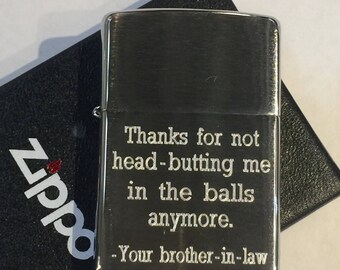 zippo
Thanks for not
head-butting me
in the balls
anymore.
-Your brother-in-law